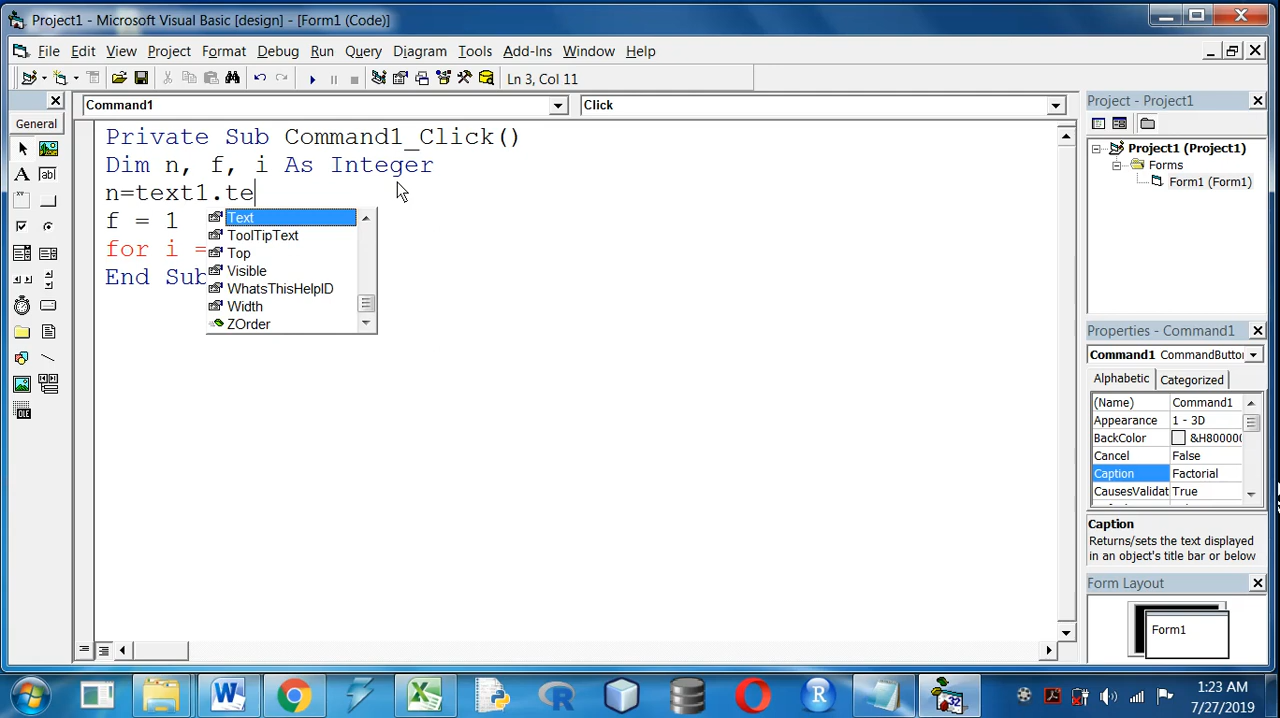 Project1 - Microsoft Visual Basic [design] - [Form1 (Code)]
File Edit View Project Format Debug Run Query Diagram Tools Add-Ins Window Help
Ln 3, Col 11
General
Command1 Click
Private Sub Command1_Click()
Dim n, f, i As Integer
n=text1.te
f = 1
for i =
End Sub
Text
ToolTipText
Top
Visible
WhatsThisHelpID
Width
ZOrder
Project - Project1
Project1 (Project1)
Forms
Form1 (Form1)
Properties - Command1
Command1 CommandButto
Alphabetic Categorized
(Name) Command1
Appearance 1 - 3D
BackColor &H800000
Cancel False
Caption Factorial
CausesValidat True
Caption
Returns/sets the text displayed
in an object's title bar or below
Form Layout
Form1
1:23 AM
7/27/2019